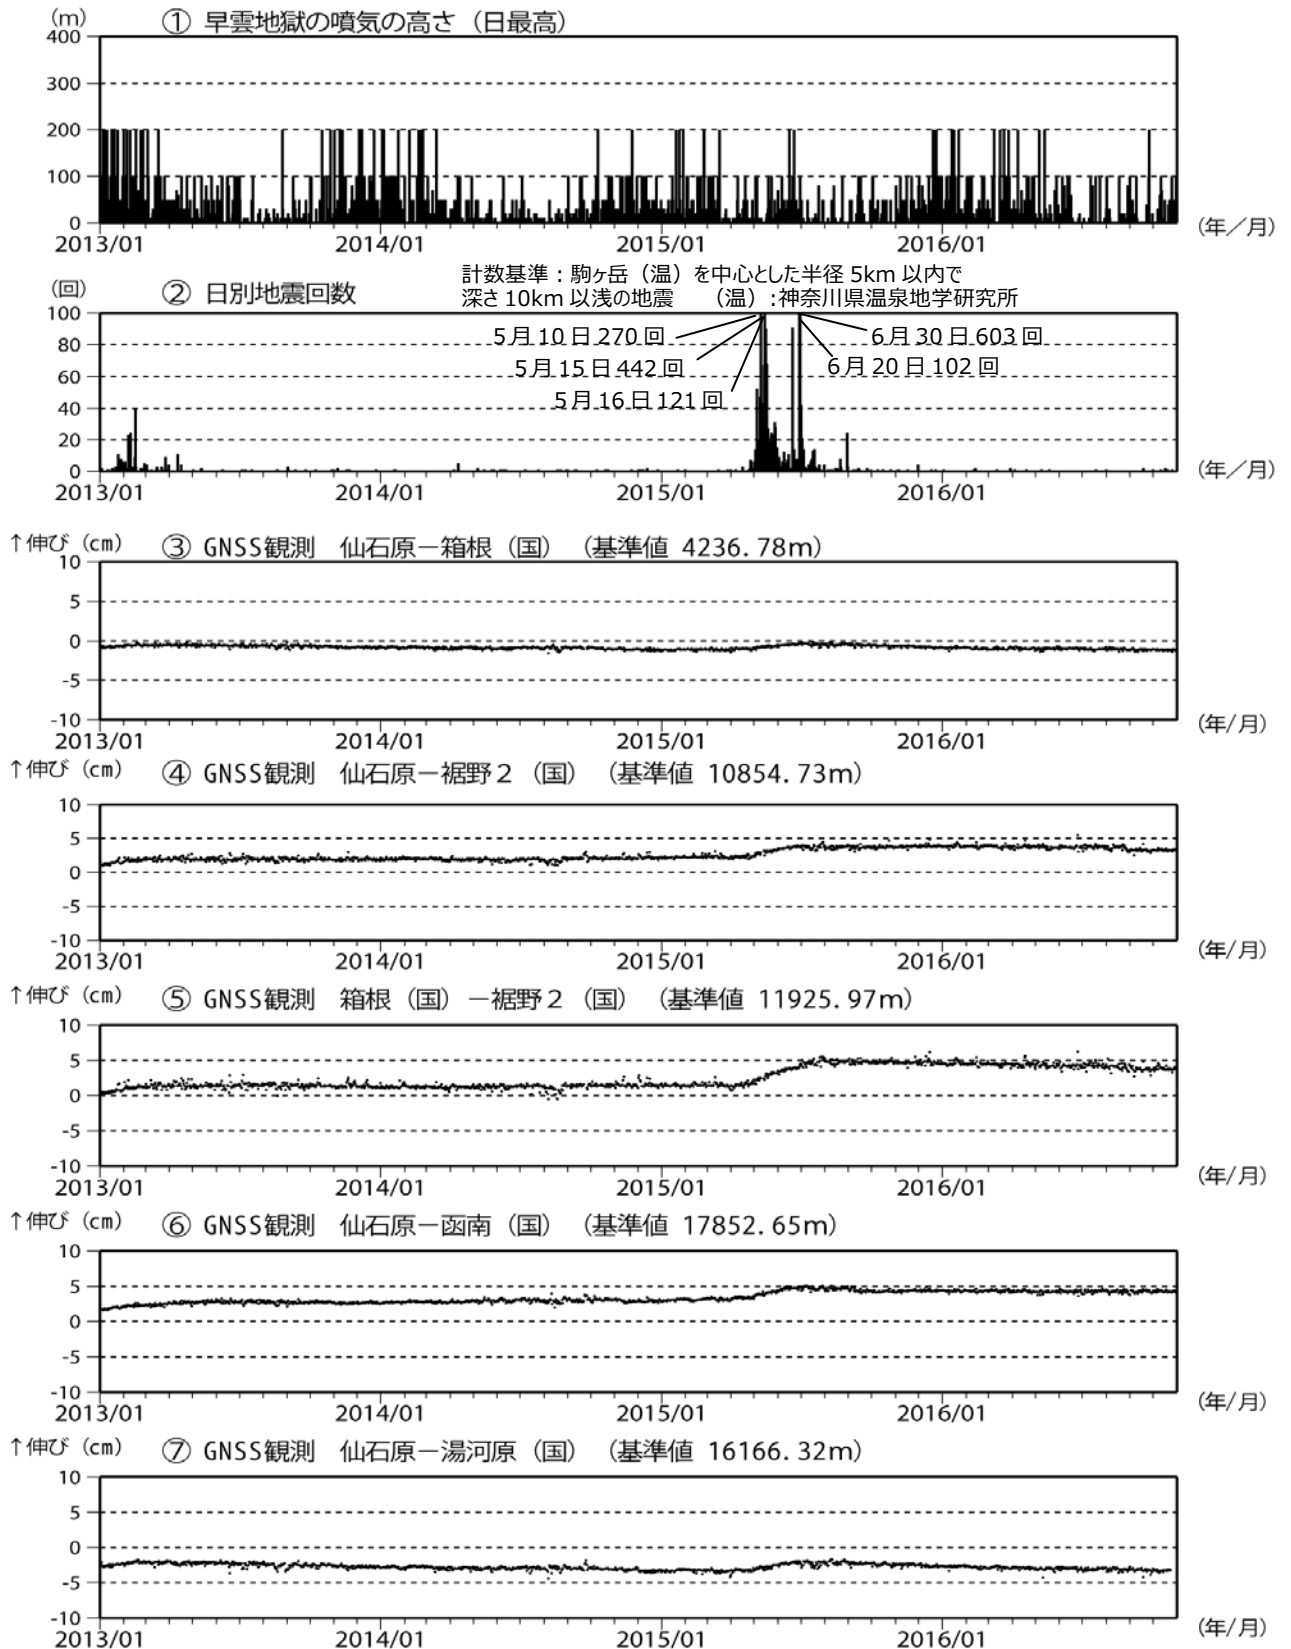 (m) ① 早雲地獄の噴気の高さ（日最高）
400
300
200
100
0
2013/01 2014/01 2015/01 2016/01 (年／月)
計数基準：駒ヶ岳（温）を中心とした半径 5km 以内で
(回) ② 日別地震回数 深さ 10km 以浅の地震 （温）:神奈川県温泉地学研究所
100
5月10日270回 6月30日603回
80
5月15日442回 6月20日102回
60
5月16日121回
40
20
0
2013/01 2014/01 2015/01 2016/01 (年／月)
↑伸び (cm) ③ GNSS観測 仙石原－箱根（国）（基準値 4236.78m）
10
5
0
-5
-10
2013/01 2014/01 2015/01 2016/01 (年/月)
↑伸び (cm) ④ GNSS観測 仙石原－裾野２（国）（基準値 10854.73m）
10
5
0
-5
-10
2013/01 2014/01 2015/01 2016/01 (年/月)
↑伸び (cm) ⑤ GNSS観測 箱根（国）－裾野２（国）（基準値 11925.97m）
10
5
0
-5
-10
2013/01 2014/01 2015/01 2016/01 (年/月)
↑伸び (cm) ⑥ GNSS観測 仙石原－函南（国）（基準値 17852.65m）
10
5
0
-5
-10
2013/01 2014/01 2015/01 2016/01 (年/月)
↑伸び (cm) ⑦ GNSS観測 仙石原－湯河原（国）（基準値 16166.32m）
10
5
0
-5
-10
2013/01 2014/01 2015/01 2016/01 (年/月)